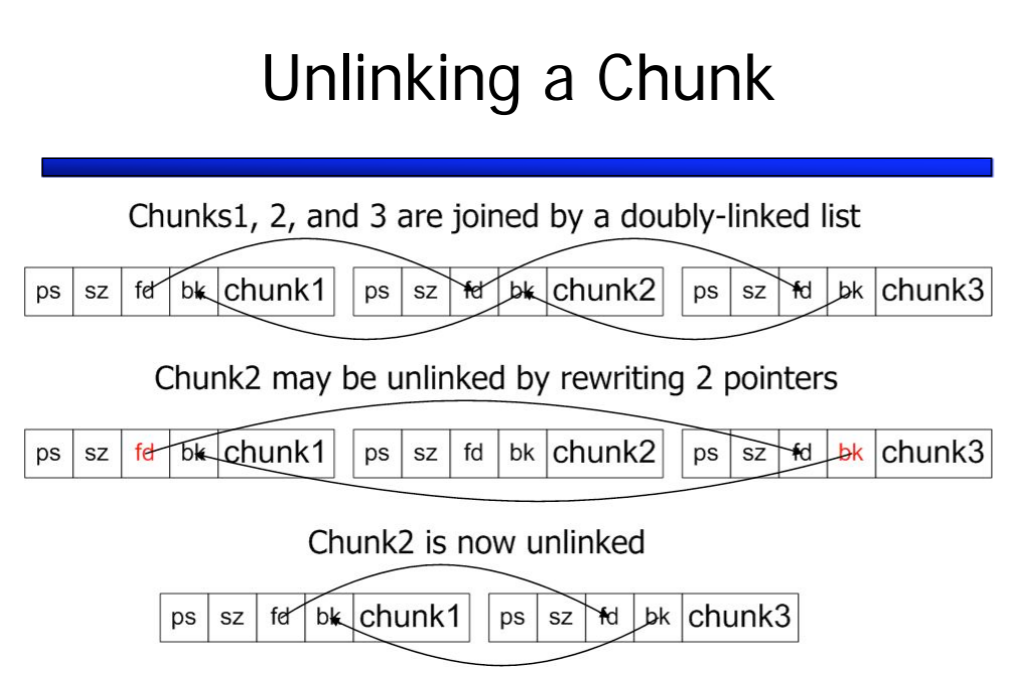 Unlinking a Chunk
Chunks1, 2, and 3 are joined by a doubly-linked list
ps sz fd bk chunk1 ps sz fd bk chunk2 ps sz fd bk chunk3
Chunk2 may be unlinked by rewriting 2 pointers
ps sz fd bk chunk1 ps sz fd bk chunk2 ps sz fd bk chunk3
Chunk2 is now unlinked
ps sz fd bk chunk1 ps sz fd bk chunk3